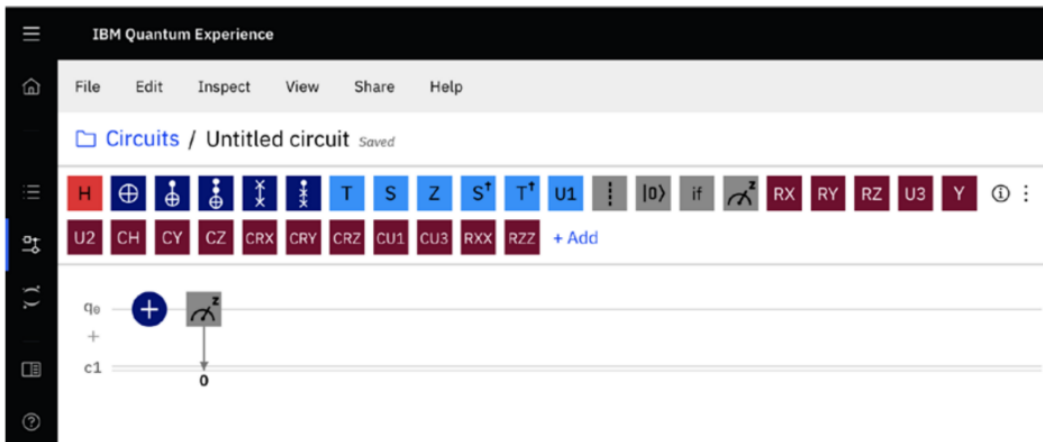 IBM Quantum Experience
File Edit Inspect View Share Help
Circuits / Untitled circuit Saved
H T S Z S† T† U1 |0⟩ if z RX RY RZ U3 Y
U2 CH CY CZ CRX CRY CRZ CU1 CU3 RXX RZZ + Add
q0 + z
+
c1
0